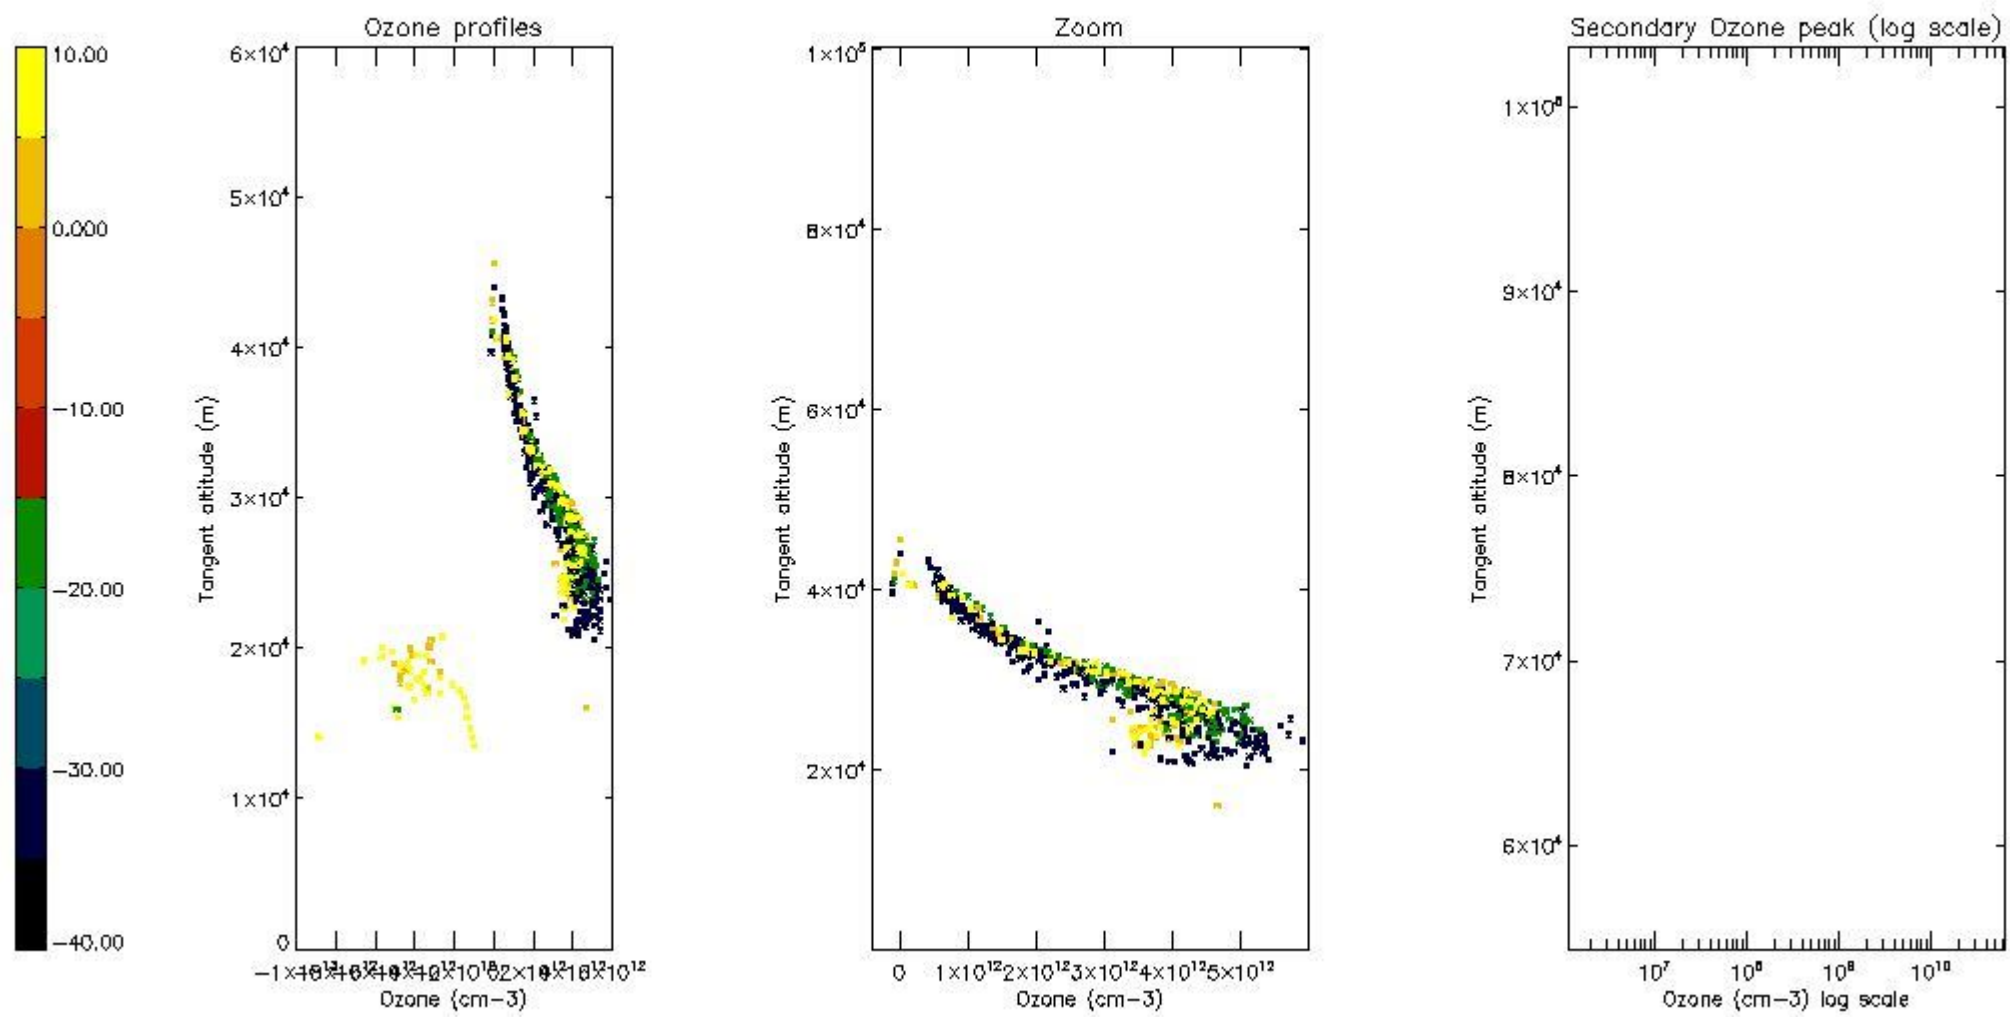 Ozone profiles
Zoom
Secondary Ozone peak (log scale)
10.00
0.000
-10.00
-20.00
-30.00
-40.00
6×10⁴
5×10⁴
4×10⁴
3×10⁴
2×10⁴
1×10⁴
0
Tangent altitude (m)
Ozone (cm-3)
1×10⁵
8×10⁴
6×10⁴
4×10⁴
2×10⁴
Tangent altitude (m)
0 1×10¹² 2×10¹² 3×10¹² 4×10¹² 5×10¹²
Ozone (cm-3)
9×10⁴
8×10⁴
7×10⁴
6×10⁴
Tangent altitude (m)
10⁷ 10⁸ 10⁹ 10¹⁰
Ozone (cm-3) log scale